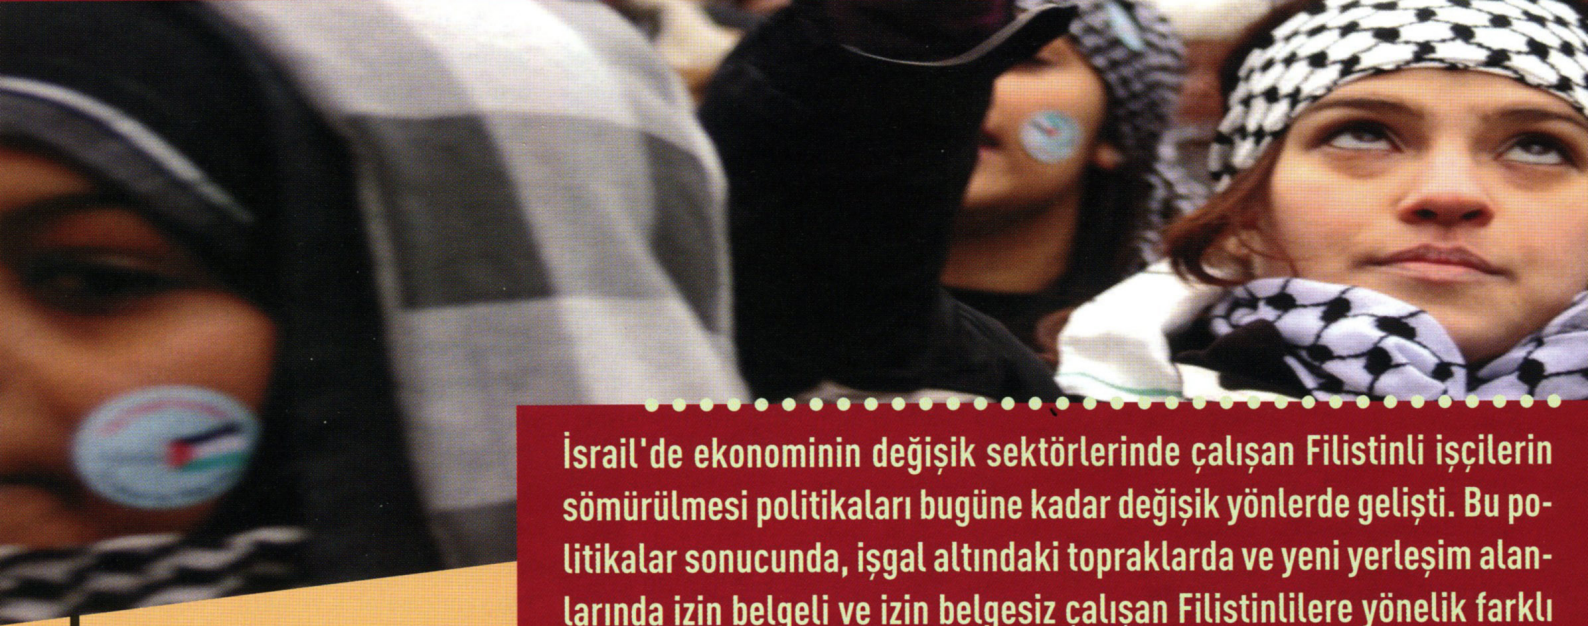 İsrail'de ekonominin değişik sektörlerinde çalışan Filistinli işçilerin
sömürülmesi politikaları bugüne kadar değişik yönlerde gelişti. Bu po-
litikalar sonucunda, işgal altındaki topraklarda ve yeni yerleşim alan-
larında izin belgeli ve izin belgesiz çalışan Filistinlilere yönelik farklı